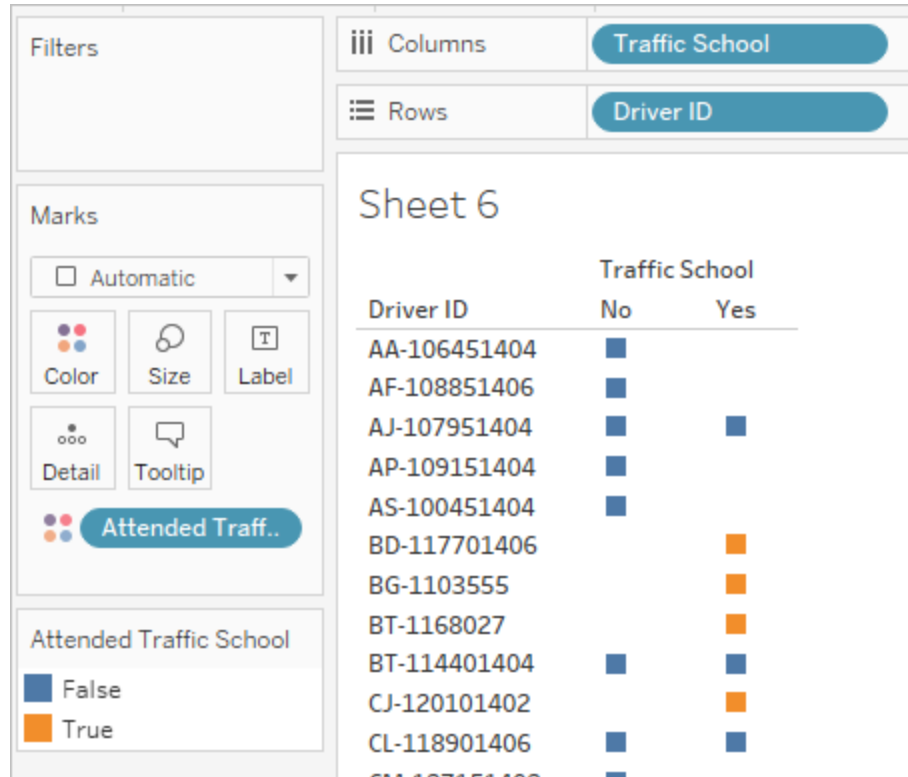 Filters
Columns
Traffic School
Rows
Driver ID
Marks
Automatic
Color
Size
T
Label
Detail
Tooltip
Attended Traff..
Attended Traffic School
False
True
Sheet 6
Traffic School
Driver ID No Yes
AA-106451404
AF-108851406
AJ-107951404
AP-109151404
AS-100451404
BD-117701406
BG-1103555
BT-1168027
BT-114401404
CJ-120101402
CL-118901406